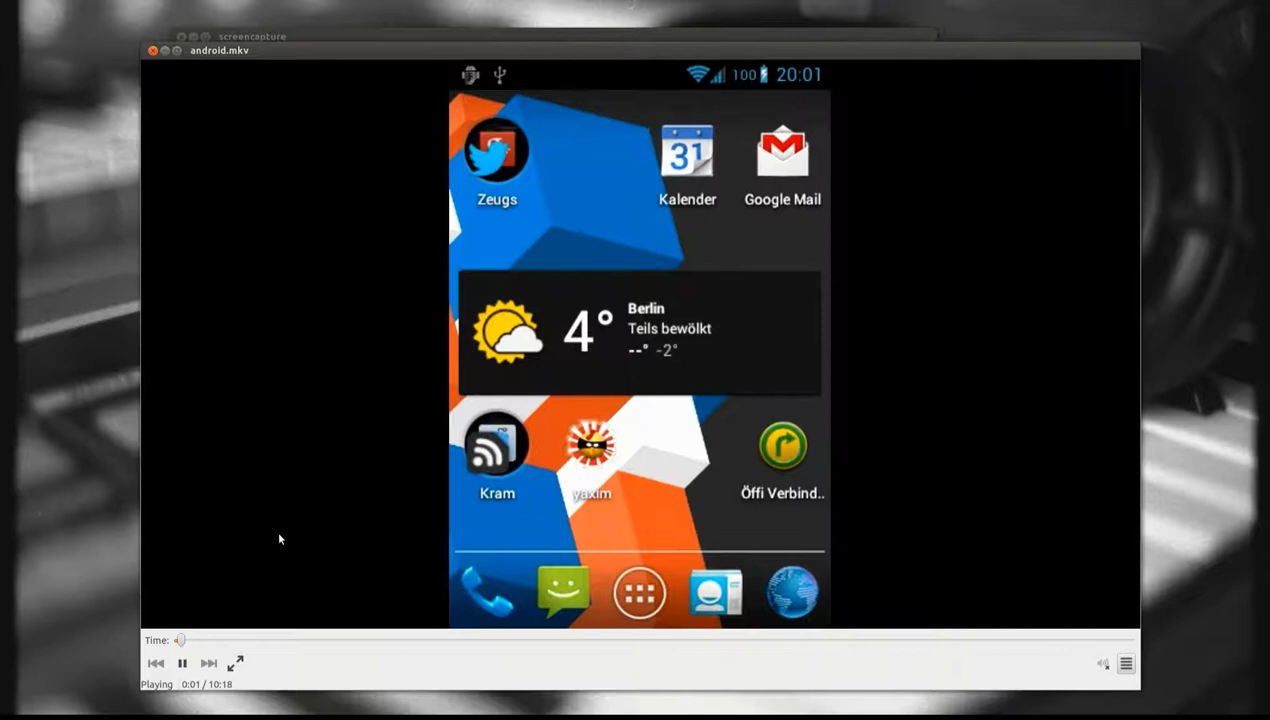 screencapture
android.mkv
100 20:01
31
Zeugs
Kalender
Google Mail
4°
Berlin
Teils bewölkt
--° -2°
Kram
yaxim
Öffi Verbind..
Time:
Playing 0:01 / 10:18